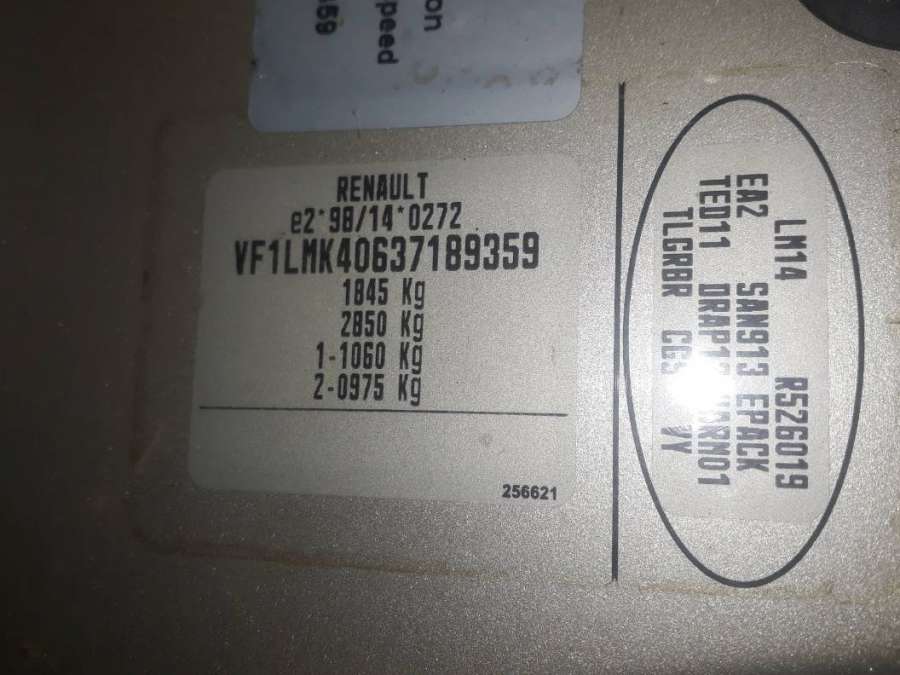 on
peed
359
RENAULT
e2*98/14*0272
VF1LMK40637189359
1845 Kg
2850 Kg
1-1060 Kg
2-0975 Kg
256621
LM14 R526019
EA2 SAN913 EPACK
TED11
TLGRBR